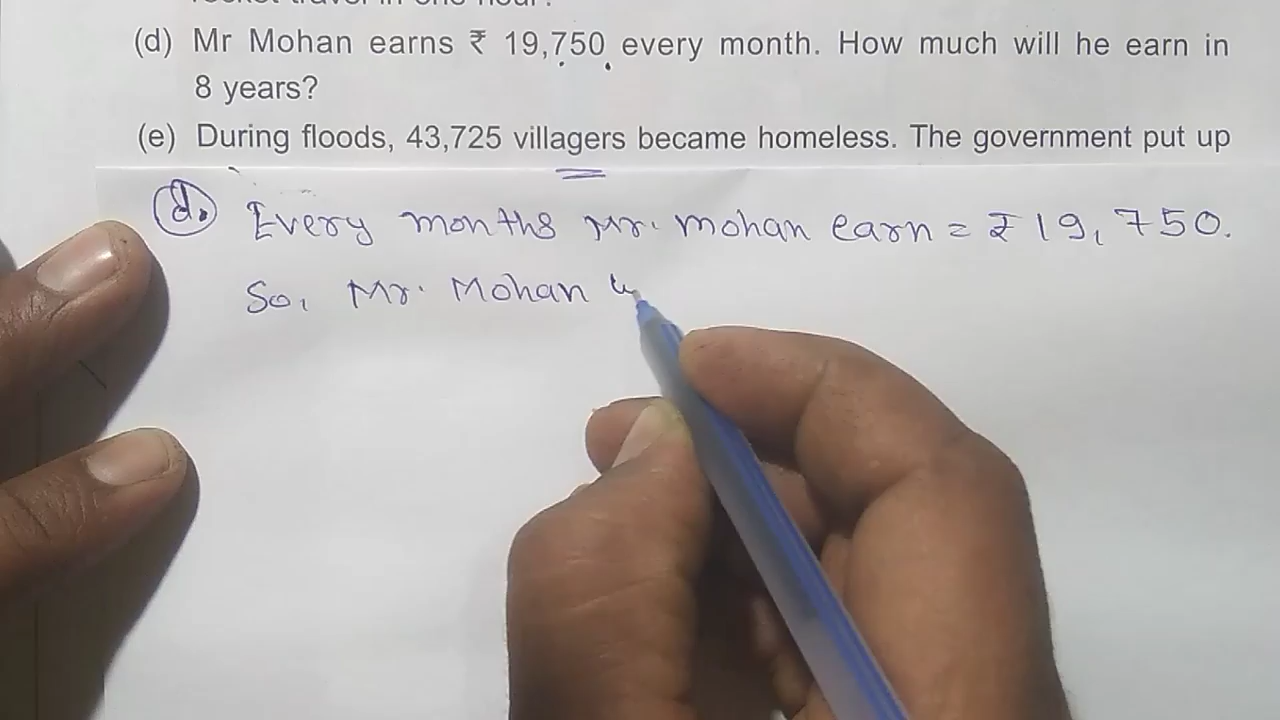 (d) Mr Mohan earns ₹ 19,750 every month. How much will he earn in
8 years?
(e) During floods, 43,725 villagers became homeless. The government put up
d. Every months Mr. Mohan earn = ₹ 19,750.
So, Mr. Mohan